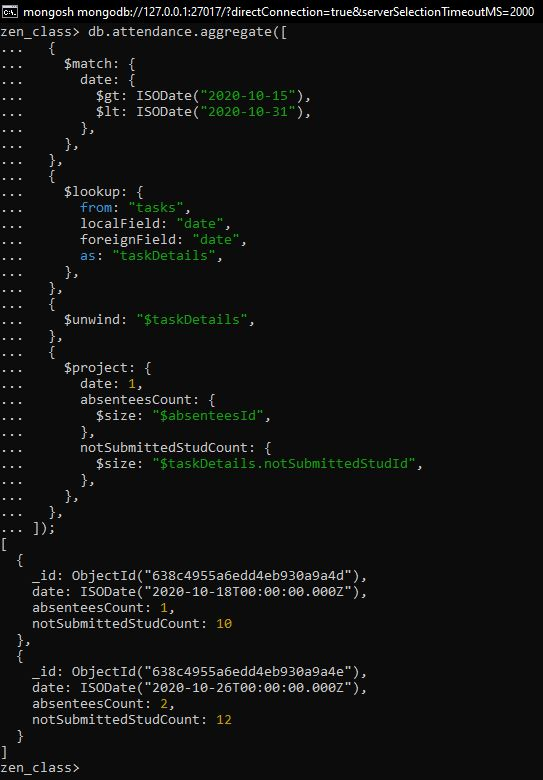 mongosh mongodb://127.0.0.1:27017/?directConnection=true&serverSelectionTimeoutMS=2000
zen_class> db.attendance.aggregate([
...   {
...     $match: {
...       date: {
...         $gt: ISODate("2020-10-15"),
...         $lt: ISODate("2020-10-31"),
...       },
...     },
...   },
...   {
...     $lookup: {
...       from: "tasks",
...       localField: "date",
...       foreignField: "date",
...       as: "taskDetails",
...     },
...   },
...   {
...     $unwind: "$taskDetails",
...   },
...   {
...     $project: {
...       date: 1,
...       absenteesCount: {
...         $size: "$absenteesId",
...       },
...       notSubmittedStudCount: {
...         $size: "$taskDetails.notSubmittedStudId",
...       },
...     },
...   },
... ]);
[
  {
    _id: ObjectId("638c4955a6edd4eb930a9a4d"),
    date: ISODate("2020-10-18T00:00:00.000Z"),
    absenteesCount: 1,
    notSubmittedStudCount: 10
  },
  {
    _id: ObjectId("638c4955a6edd4eb930a9a4e"),
    date: ISODate("2020-10-26T00:00:00.000Z"),
    absenteesCount: 2,
    notSubmittedStudCount: 12
  }
]
zen_class>